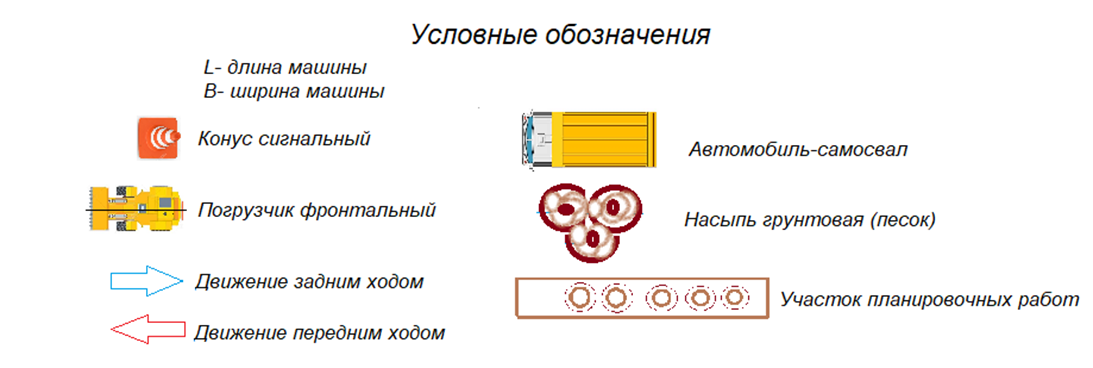 Условные обозначения
L- длина машины
B- ширина машины
Конус сигнальный
Автомобиль-самосвал
Погрузчик фронтальный
Насыпь грунтовая (песок)
Движение задним ходом
Участок планировочных работ
Движение передним ходом